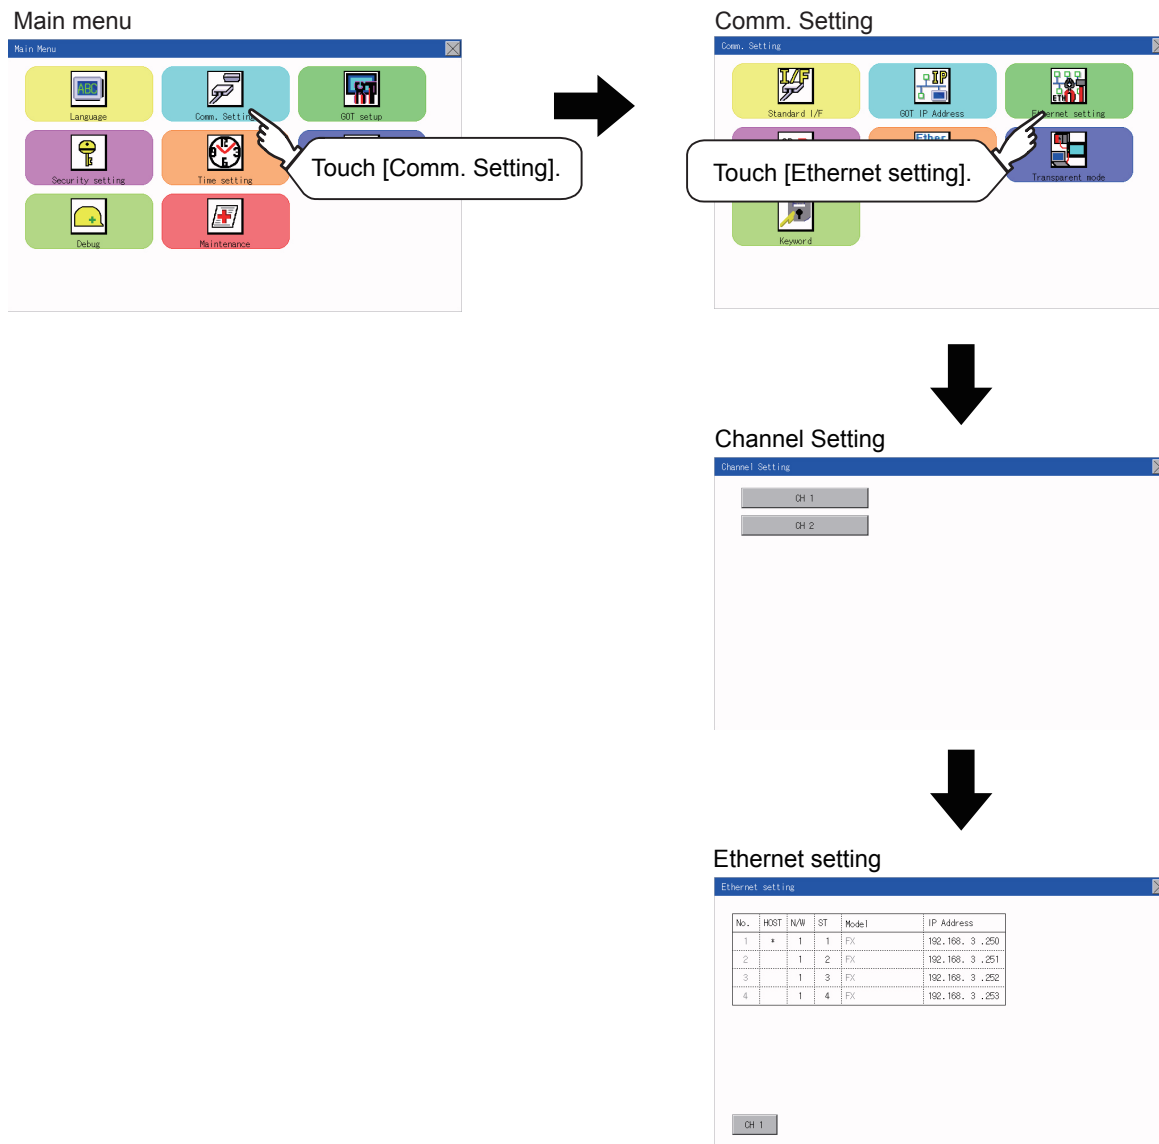 Main menu
Main Menu
ABC
Language
Comm. Setting
GOT setup
Security setting
Time setting
Touch [Comm. Setting].
Debug
Maintenance
Comm. Setting
Comm. Setting
I/F
Standard I/F
IP
GOT IP Address
ETH
Ethernet setting
Ether
Touch [Ethernet setting].
Transparent mode
Keyword
Channel Setting
Channel Setting
CH 1
CH 2
Ethernet setting
Ethernet setting
No. HOST N/W ST Model IP Address
1 * 1 1 FX 192.168. 3 .250
2 1 2 FX 192.168. 3 .251
3 1 3 FX 192.168. 3 .252
4 1 4 FX 192.168. 3 .253
CH 1